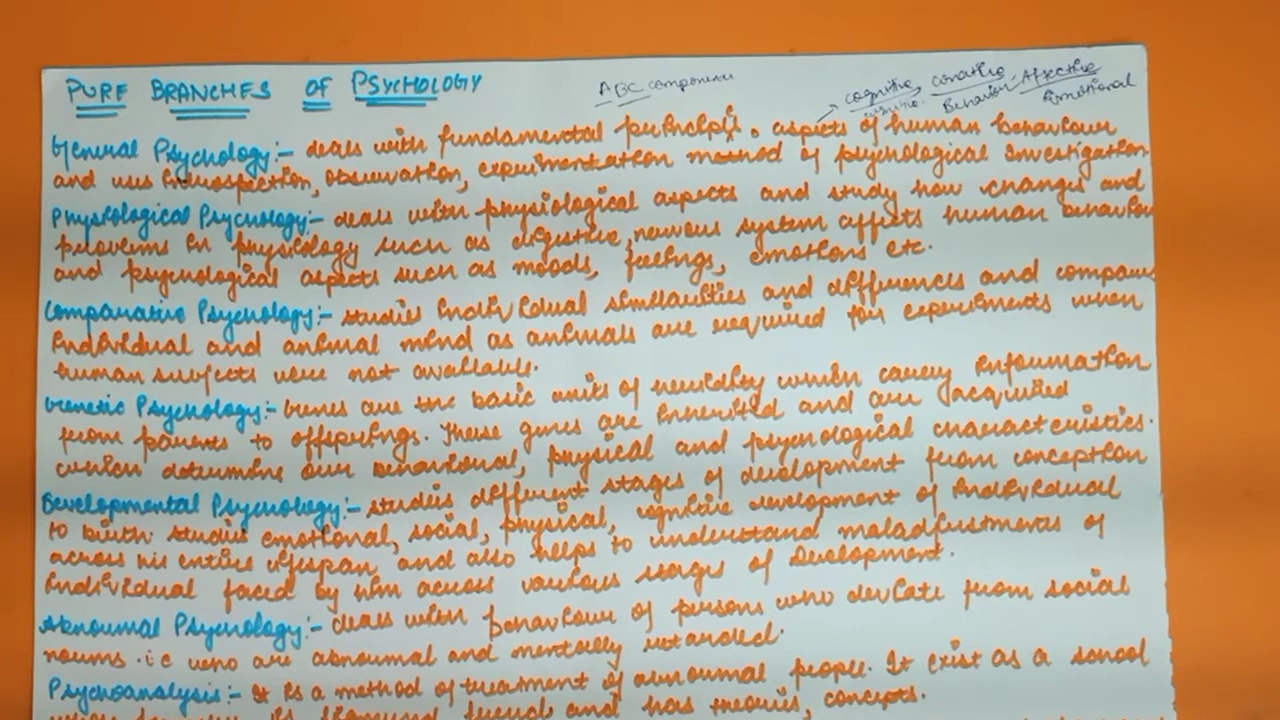 PURE BRANCHES OF PSYCHOLOGY
ABC components → cognitive, conative, Affective
Behavior, Emotional
General Psychology:- deals with fundamental principles. aspects of human behaviour
and uses Introspection, observation, experimentation method of psychological Investigation
Physiological Psychology:- deals with physiological aspects and study how changes and
problems in physiology such as digestive, nervous system affects human behaviour
and psychological aspects such as moods, feelings, emotions etc.
Comparative Psychology:- studies individual similarities and differences and compares
individual and animal mind as animals are required for experiments when
human subjects were not available.
Genetic Psychology:- Genes are the basic units of heredity which carry information
from parents to offsprings. These genes are inherited and are acquired
which determine our behavioural, physical and psychological characteristics.
Developmental Psychology:- studies different stages of development from conception
to birth. studies emotional, social, physical, cognitive development of individual
across his entire lifespan, and also helps to understand maladjustments of
individual faced by him across various stages of development.
Abnormal Psychology:- deals when behaviour of persons who deviate from social
norms. i.e who are abnormal and mentally retarded.
Psychoanalysis:- It is a method of treatment of abnormal people. It exist as a school
and has theories, concepts.